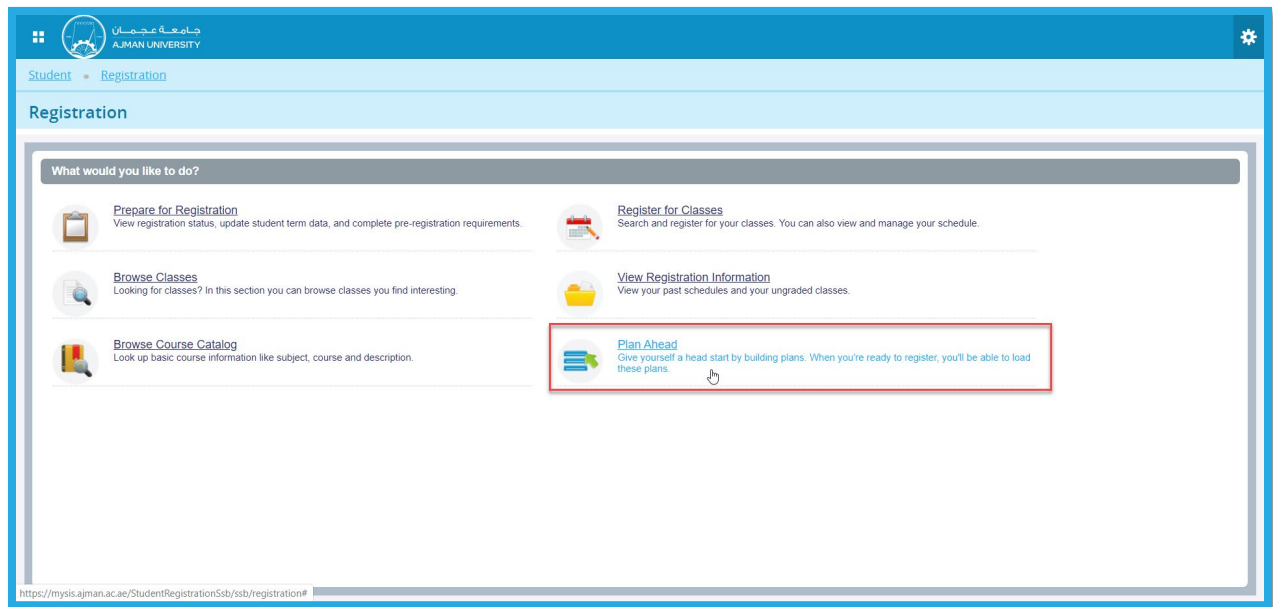 جامعة عجمان
AJMAN UNIVERSITY
Student • Registration
Registration
What would you like to do?
Prepare for Registration
View registration status, update student term data, and complete pre-registration requirements.
Register for Classes
Search and register for your classes. You can also view and manage your schedule.
Browse Classes
Looking for classes? In this section you can browse classes you find interesting.
View Registration Information
View your past schedules and your ungraded classes.
Browse Course Catalog
Look up basic course information like subject, course and description.
Plan Ahead
Give yourself a head start by building plans. When you're ready to register, you'll be able to load
these plans.
https://mysis.ajman.ac.ae/StudentRegistrationSsb/ssb/registration#